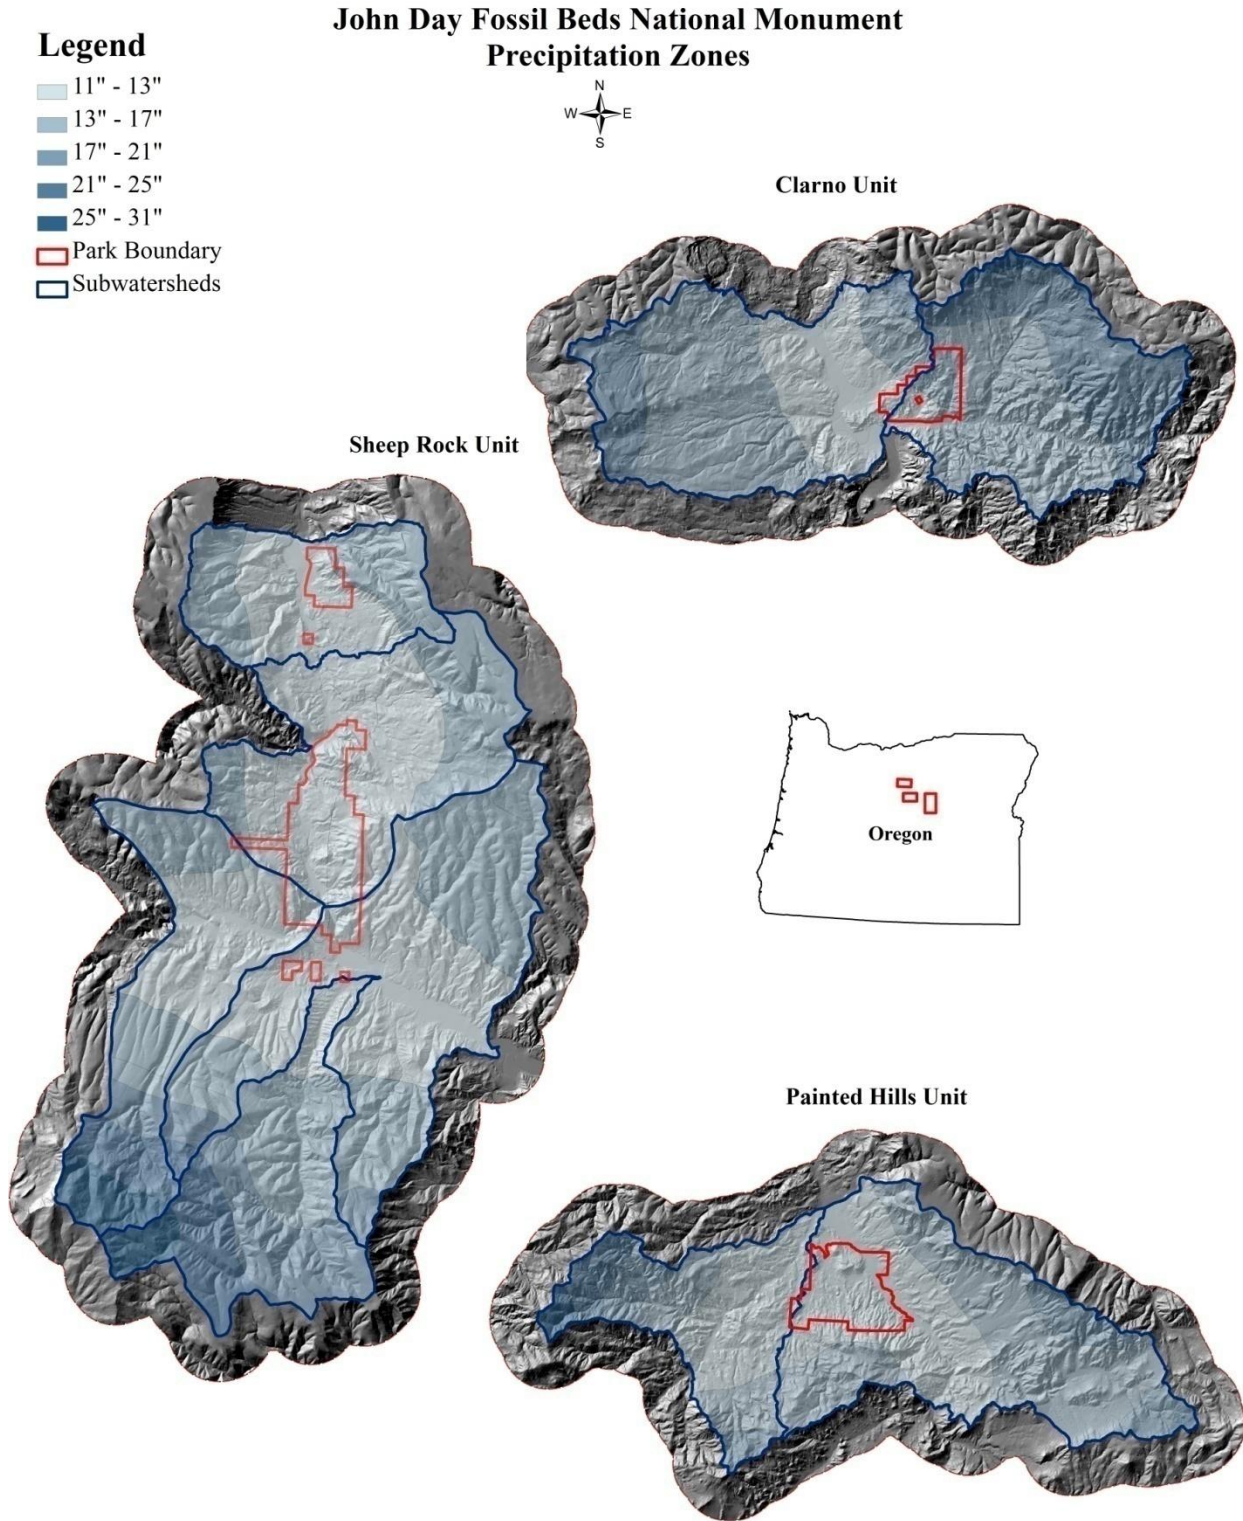 John Day Fossil Beds National Monument
Precipitation Zones
Legend
11" - 13"
13" - 17"
17" - 21"
21" - 25"
25" - 31"
Park Boundary
Subwatersheds
N
W E
S
Clarno Unit
Sheep Rock Unit
Oregon
Painted Hills Unit